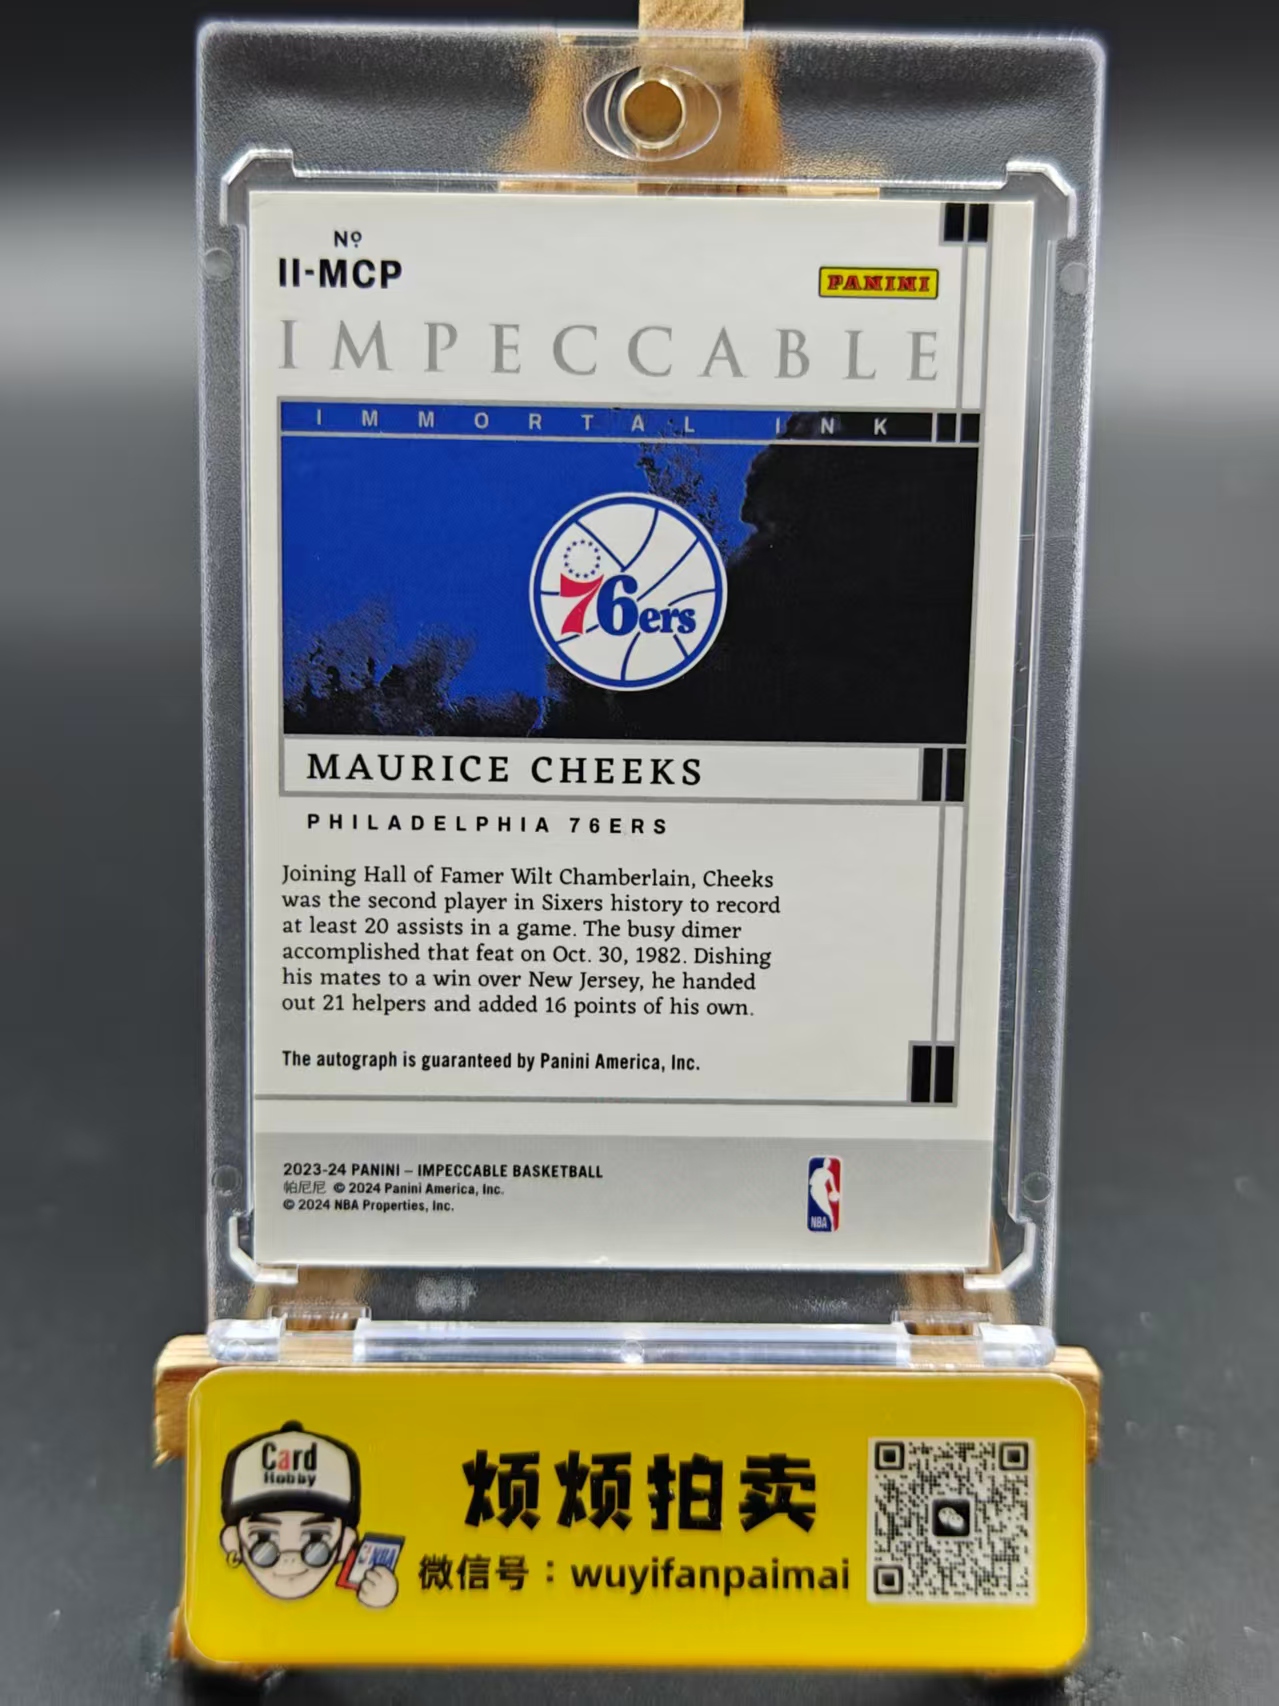 Nº
II-MCP
PANINI
IMPECCABLE
IMMORTAL INK
76ers
MAURICE CHEEKS
PHILADELPHIA 76ERS
Joining Hall of Famer Wilt Chamberlain, Cheeks
was the second player in Sixers history to record
at least 20 assists in a game. The busy dimer
accomplished that feat on Oct. 30, 1982. Dishing
his mates to a win over New Jersey, he handed
out 21 helpers and added 16 points of his own.
The autograph is guaranteed by Panini America, Inc.
2023-24 PANINI – IMPECCABLE BASKETBALL
帕尼尼 © 2024 Panini America, Inc.
© 2024 NBA Properties, Inc.
NBA
Card
Hobby
NBA
烦烦拍卖
微信号：wuyifanpaimai